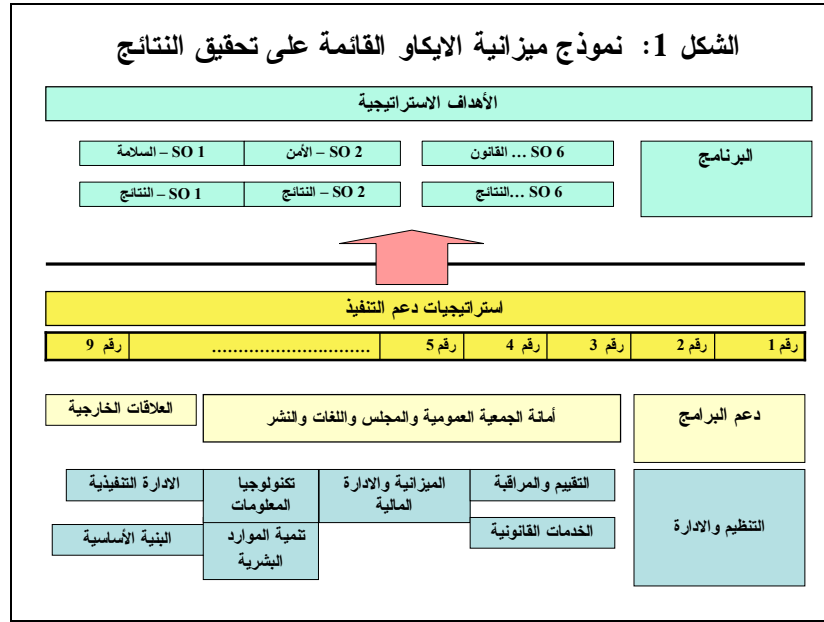 الشكل 1: نموذج ميزانية الايكاو القائمة على تحقيق النتائج
الأهداف الاستراتيجية
البرنامج
SO 6 ... القانون
SO 2 – الأمن
SO 1 – السلامة
SO 6 ...النتائج
SO 2 – النتائج
SO 1 – النتائج
استراتيجيات دعم التنفيذ
رقم 1
رقم 2
رقم 3
رقم 4
رقم 5
..............................
رقم 9
دعم البرامج
أمانة الجمعية العمومية والمجلس واللغات والنشر
العلاقات الخارجية
التنظيم والادارة
التقييم والمراقبة
الميزانية والادارة
المالية
تكنولوجيا
المعلومات
الادارة التنفيذية
الخدمات القانونية
تنمية الموارد
البشرية
البنية الأساسية